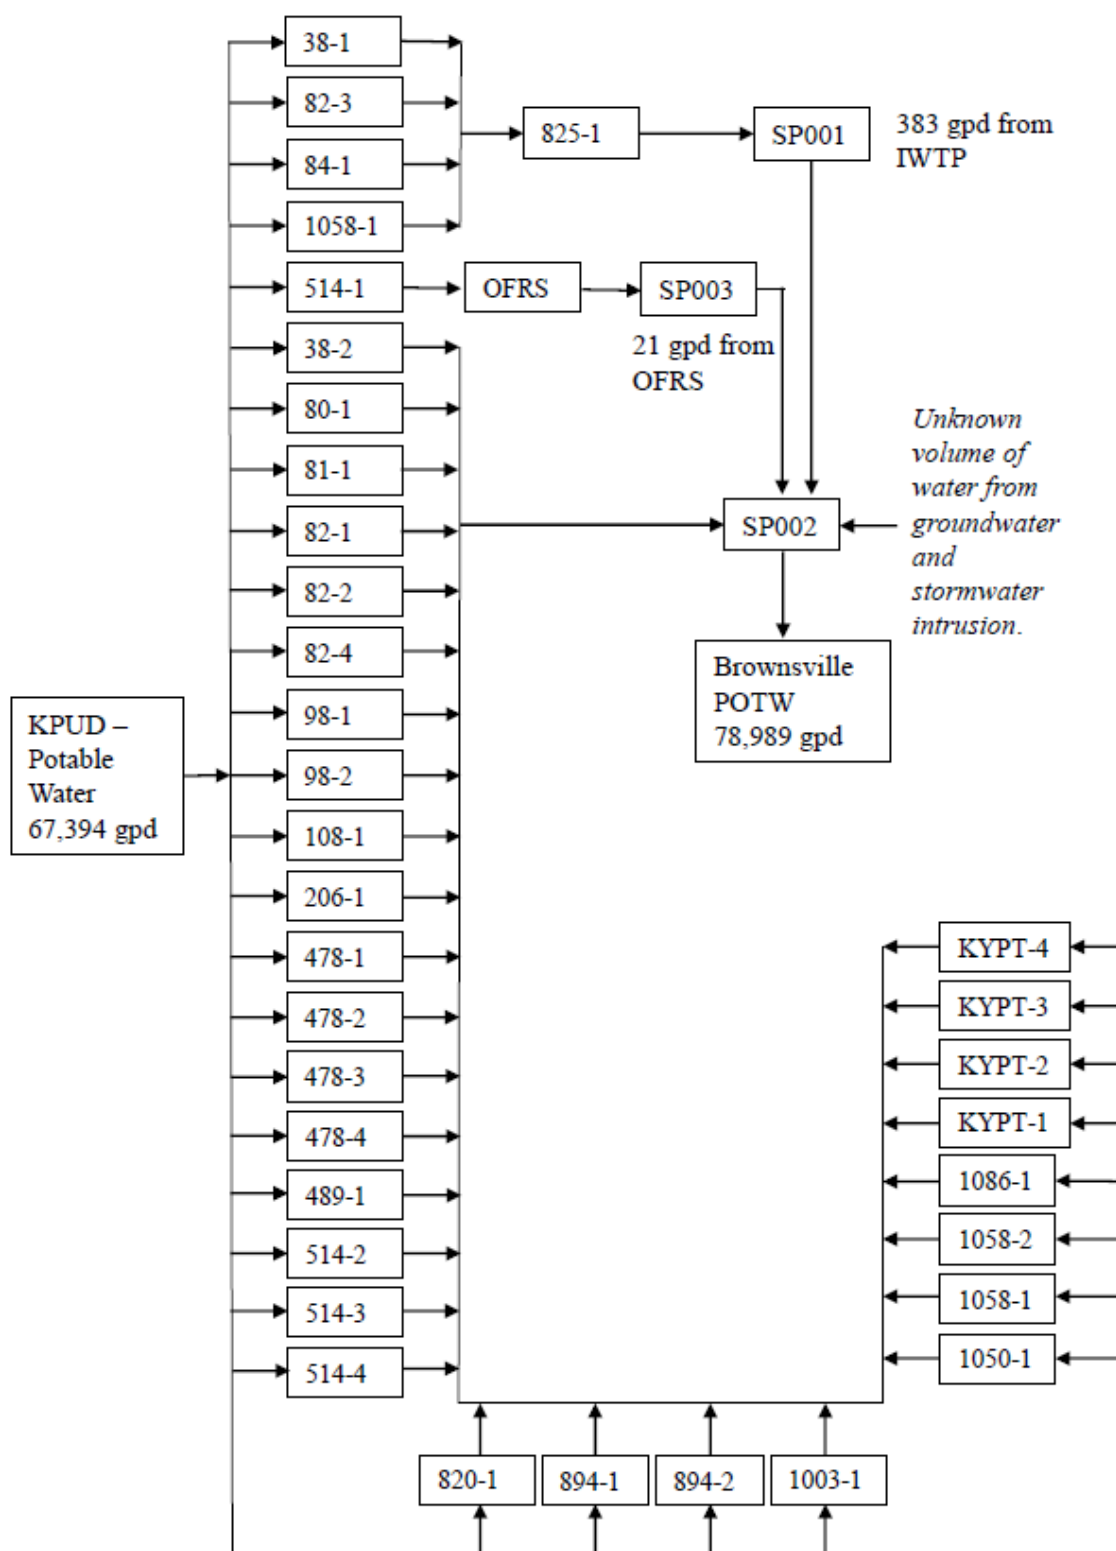 38-1
82-3
84-1
1058-1
514-1
38-2
80-1
81-1
82-1
82-2
82-4
98-1
98-2
108-1
206-1
478-1
478-2
478-3
478-4
489-1
514-2
514-3
514-4
KPUD –
Potable
Water
67,394 gpd
825-1
SP001
383 gpd from
IWTP
OFRS
SP003
21 gpd from
OFRS
SP002
Unknown
volume of
water from
groundwater
and
stormwater
intrusion.
Brownsville
POTW
78,989 gpd
KYPT-4
KYPT-3
KYPT-2
KYPT-1
1086-1
1058-2
1058-1
1050-1
820-1
894-1
894-2
1003-1